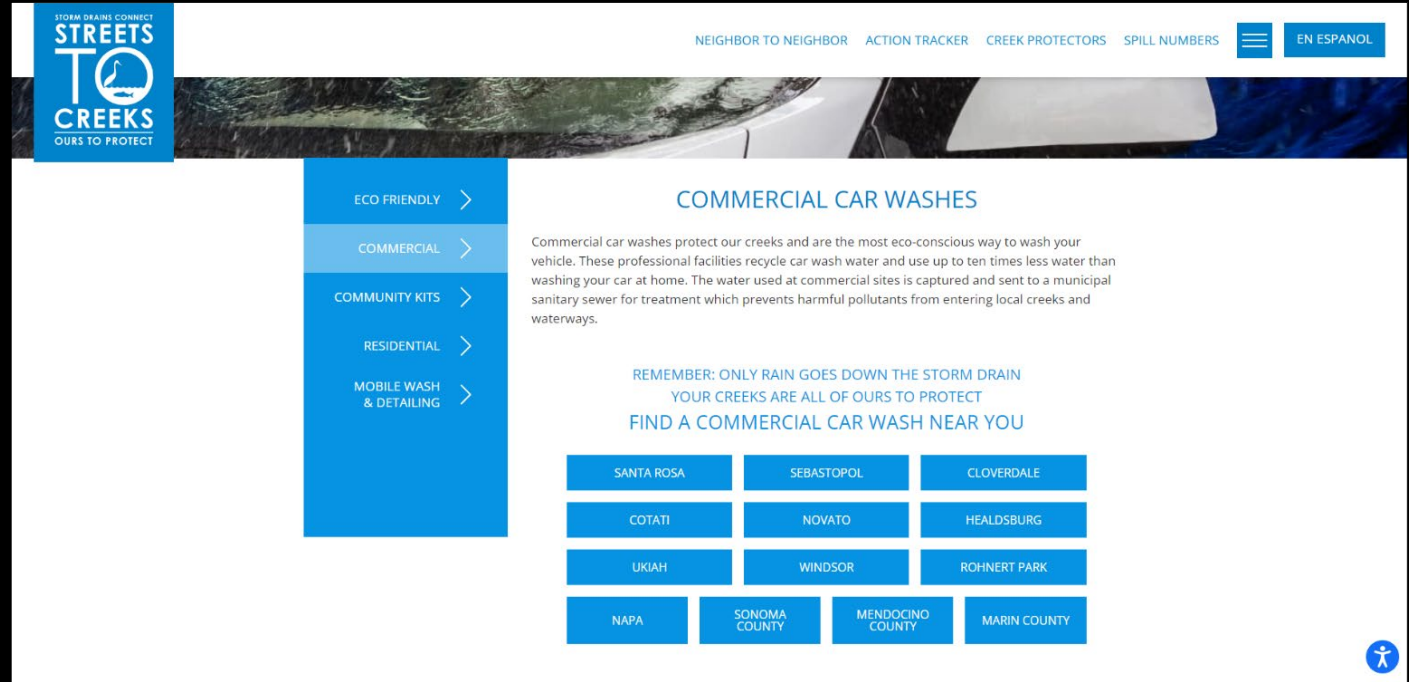 STORM DRAINS CONNECT
STREETS
TO
CREEKS
OURS TO PROTECT
NEIGHBOR TO NEIGHBOR
ACTION TRACKER
CREEK PROTECTORS
SPILL NUMBERS
EN ESPANOL
ECO FRIENDLY
COMMERCIAL
COMMUNITY KITS
RESIDENTIAL
MOBILE WASH
& DETAILING
COMMERCIAL CAR WASHES
Commercial car washes protect our creeks and are the most eco-conscious way to wash your
vehicle. These professional facilities recycle car wash water and use up to ten times less water than
washing your car at home. The water used at commercial sites is captured and sent to a municipal
sanitary sewer for treatment which prevents harmful pollutants from entering local creeks and
waterways.
REMEMBER: ONLY RAIN GOES DOWN THE STORM DRAIN
YOUR CREEKS ARE ALL OF OURS TO PROTECT
FIND A COMMERCIAL CAR WASH NEAR YOU
SANTA ROSA
SEBASTOPOL
CLOVERDALE
COTATI
NOVATO
HEALDSBURG
UKIAH
WINDSOR
ROHNERT PARK
NAPA
SONOMA
COUNTY
MENDOCINO
COUNTY
MARIN COUNTY